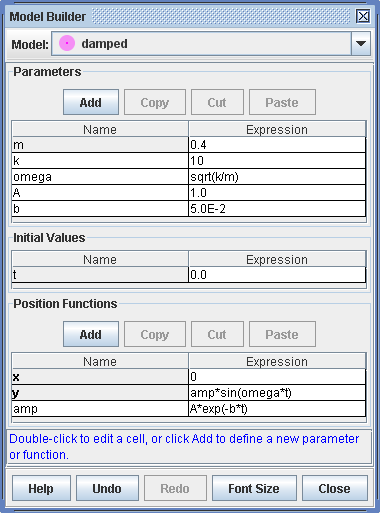 Model Builder
Model: damped
Parameters
Add Copy Cut Paste
Name Expression
m 0.4
k 10
omega sqrt(k/m)
A 1.0
b 5.0E-2
Initial Values
Name Expression
t 0.0
Position Functions
Add Copy Cut Paste
Name Expression
x 0
y amp*sin(omega*t)
amp A*exp(-b*t)
Double-click to edit a cell, or click Add to define a new parameter
or function.
Help Undo Redo Font Size Close